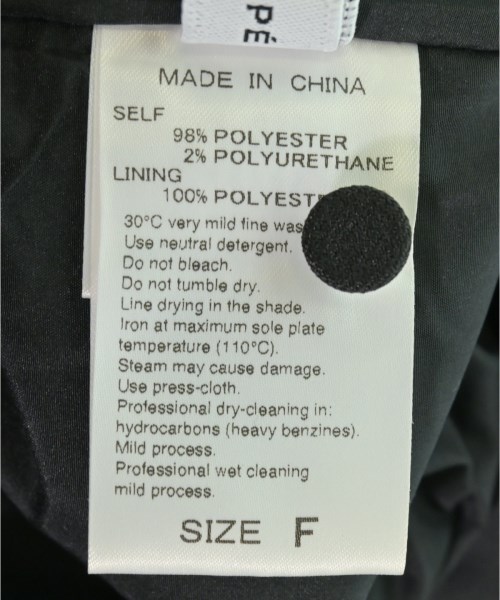 PÉ
MADE IN CHINA
SELF
98% POLYESTER
2% POLYURETHANE
LINING
100%
30°C very mild fine
Use neutral detergent.
Do not bleach.
Do not tumble dry.
Line drying in the shade.
Iron at maximum sole plate
temperature (110°C).
Steam may cause damage.
Use press-cloth.
Professional dry-cleaning in:
hydrocarbons (heavy benzines).
Mild process.
Professional wet cleaning
mild process.
SIZE F